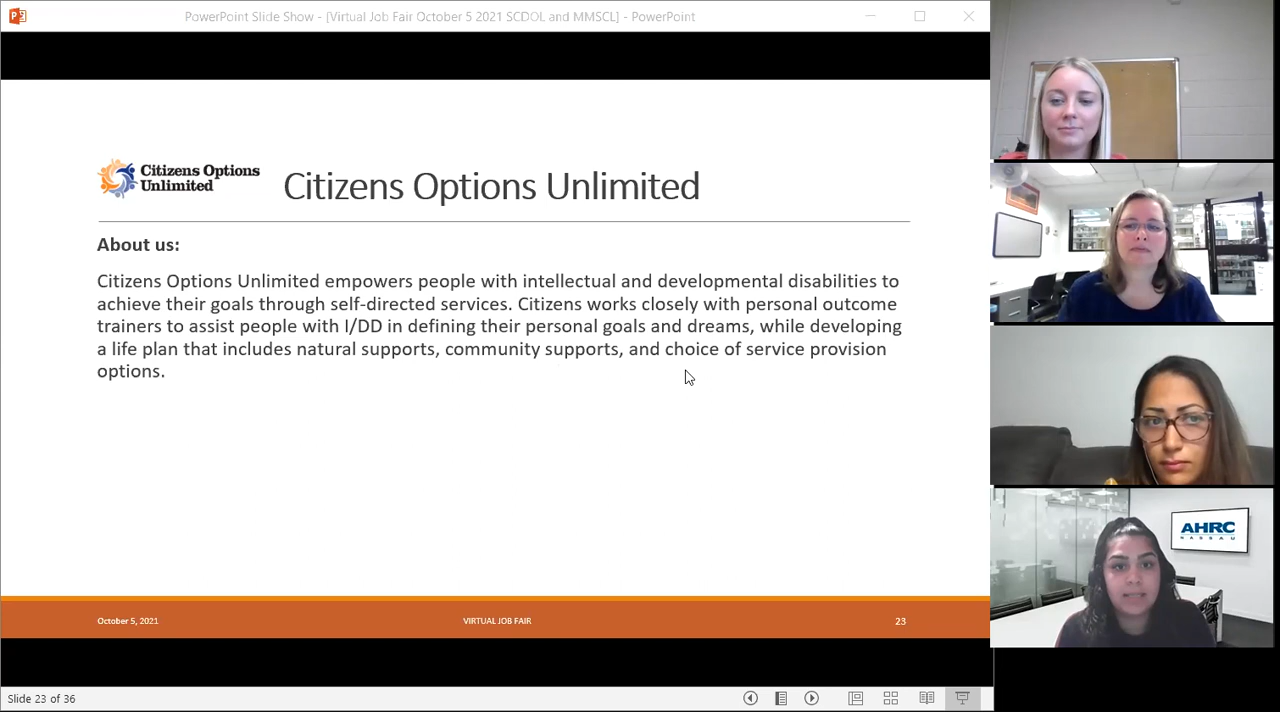 PowerPoint Slide Show - [Virtual Job Fair October 5 2021 SCDOL and MMSCL] - PowerPoint
Citizens Options
Unlimited
Citizens Options Unlimited
About us:
Citizens Options Unlimited empowers people with intellectual and developmental disabilities to
achieve their goals through self-directed services. Citizens works closely with personal outcome
trainers to assist people with I/DD in defining their personal goals and dreams, while developing
a life plan that includes natural supports, community supports, and choice of service provision
options.
October 5, 2021
VIRTUAL JOB FAIR
23
Slide 23 of 36
AHRC
NASSAU